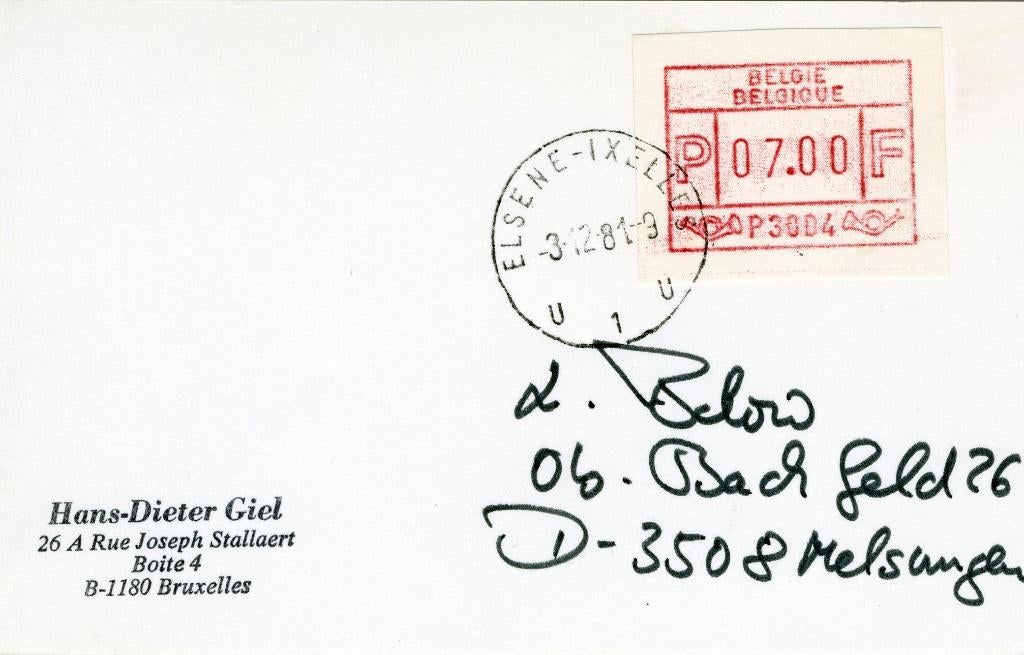 BELGIE
BELGIQUE
P 07.00 F
P3004
ELSENE-IXELLES
-3-12.81-9
U 1 U
Below
Ob. Bach feld 26
D-3508 Melsungen
Hans-Dieter Giel
26 A Rue Joseph Stallaert
Boite 4
B-1180 Bruxelles